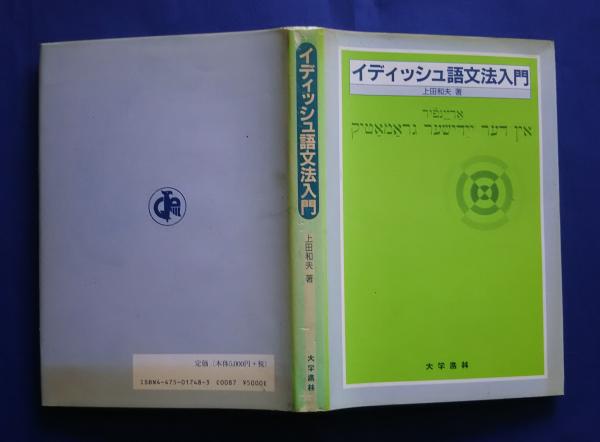 イディッシュ語文法入門
上田和夫 著
אַרײַנפֿיר
אין דער ייִדישער גראַמאַטיק
大学書林
イディッシュ語文法入門
上田和夫 著
大学書林
定価(本体5,000円+税)
ISBN4-475-01748-3 C0087 ¥5000E